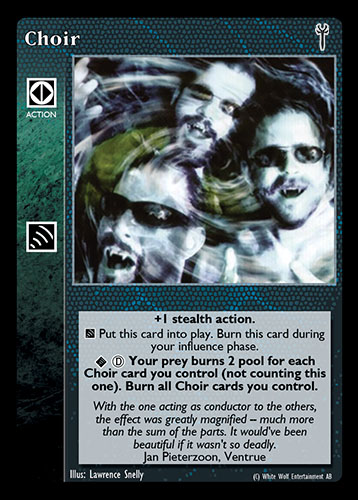 Choir
ACTION
+1 stealth action.
Put this card into play. Burn this card during
your influence phase.
D Your prey burns 2 pool for each
Choir card you control (not counting this
one). Burn all Choir cards you control.
With the one acting as conductor to the others,
the effect was greatly magnified – much more
than the sum of the parts. It would've been
beautiful if it wasn't so deadly.
Jan Pieterzoon, Ventrue
Illus: Lawrence Snelly
(C) White Wolf Entertainment AB